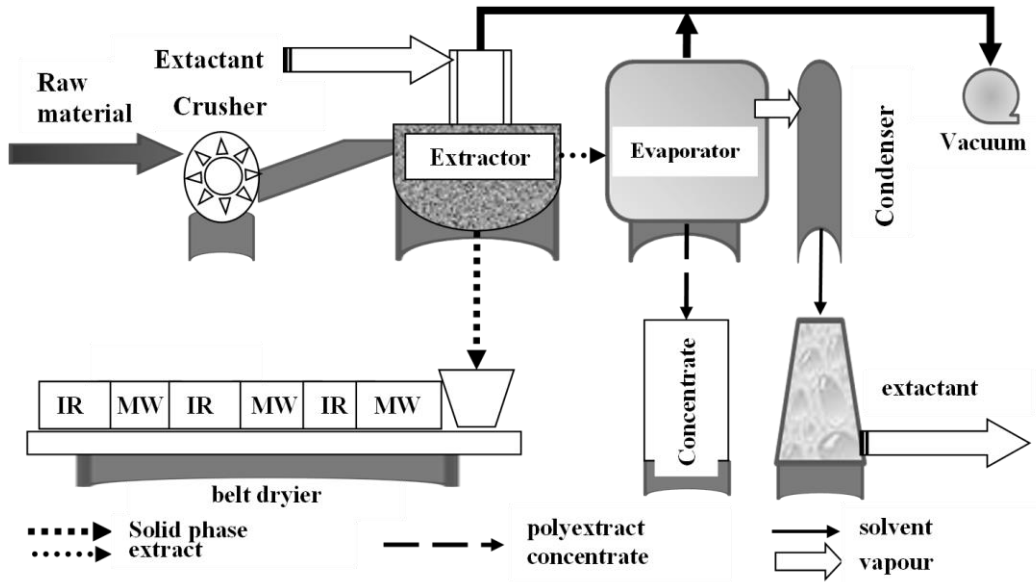 Extactant
Raw
material
Crusher
Extractor
Evaporator
Condenser
Vacuum
IR
MW
IR
MW
IR
MW
Concentrate
extactant
belt dryier
Solid phase
extract
polyextract
concentrate
solvent
vapour